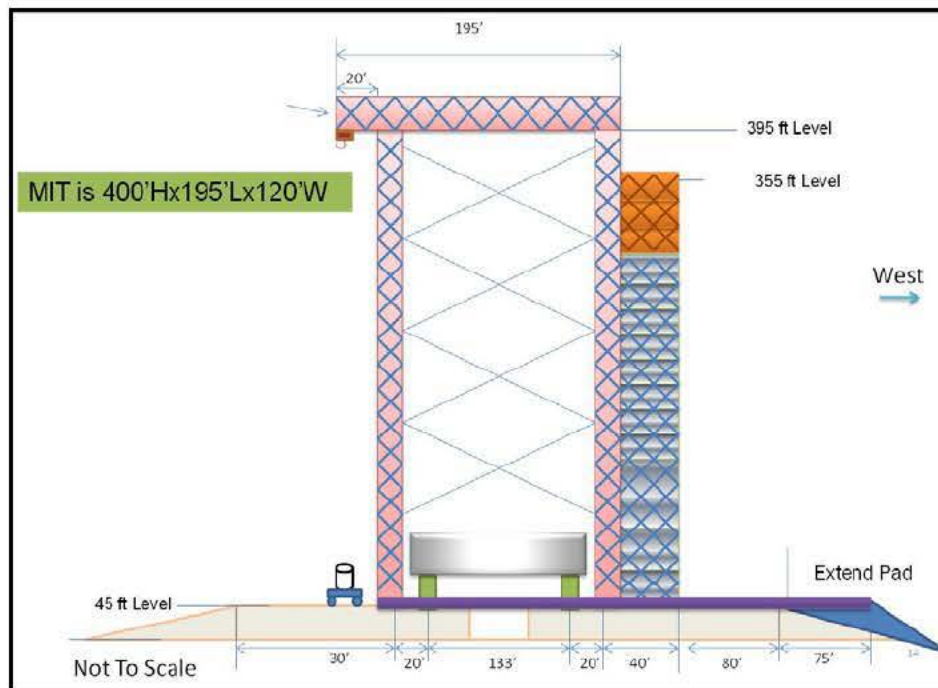 195'
20'
395 ft Level
355 ft Level
MIT is 400'Hx195'Lx120'W
West
Extend Pad
45 ft Level
30'
20'
133'
20'
40'
80'
75'
Not To Scale
14